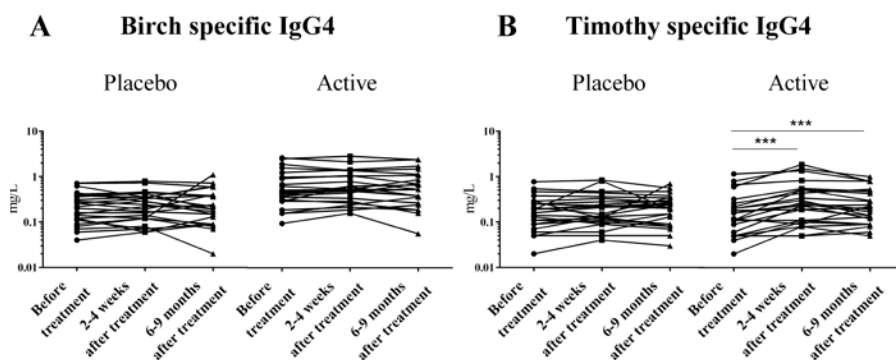 A Birch specific IgG4
B Timothy specific IgG4
Placebo
Active
Placebo
Active
***
***
mg/L
10
1
0.1
0.01
Before
treatment
2-4 weeks
after treatment
6-9 months
after treatment
Before
treatment
2-4 weeks
after treatment
6-9 months
after treatment
mg/L
10
1
0.1
0.01
Before
treatment
2-4 weeks
after treatment
6-9 months
after treatment
Before
treatment
2-4 weeks
after treatment
6-9 months
after treatment